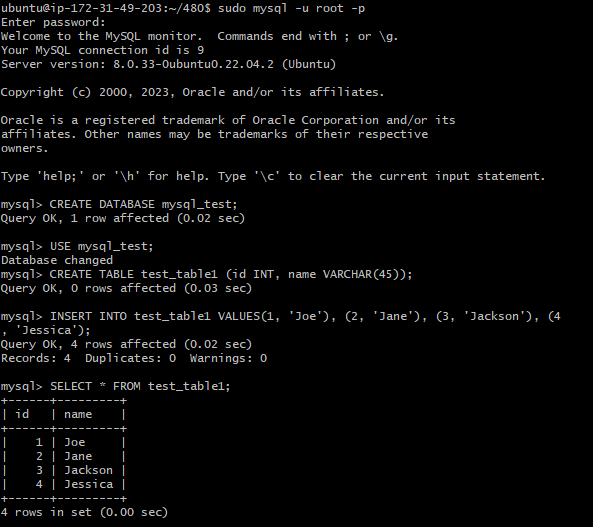 ubuntu@ip-172-31-49-203:~/480$ sudo mysql -u root -p
Enter password:
Welcome to the MySQL monitor.  Commands end with ; or \g.
Your MySQL connection id is 9
Server version: 8.0.33-0ubuntu0.22.04.2 (Ubuntu)

Copyright (c) 2000, 2023, Oracle and/or its affiliates.

Oracle is a registered trademark of Oracle Corporation and/or its
affiliates. Other names may be trademarks of their respective
owners.

Type 'help;' or '\h' for help. Type '\c' to clear the current input statement.

mysql> CREATE DATABASE mysql_test;
Query OK, 1 row affected (0.02 sec)

mysql> USE mysql_test;
Database changed
mysql> CREATE TABLE test_table1 (id INT, name VARCHAR(45));
Query OK, 0 rows affected (0.03 sec)

mysql> INSERT INTO test_table1 VALUES(1, 'Joe'), (2, 'Jane'), (3, 'Jackson'), (4
, 'Jessica');
Query OK, 4 rows affected (0.02 sec)
Records: 4  Duplicates: 0  Warnings: 0

mysql> SELECT * FROM test_table1;
+------+---------+
| id   | name    |
+------+---------+
|    1 | Joe     |
|    2 | Jane    |
|    3 | Jackson |
|    4 | Jessica |
+------+---------+
4 rows in set (0.00 sec)